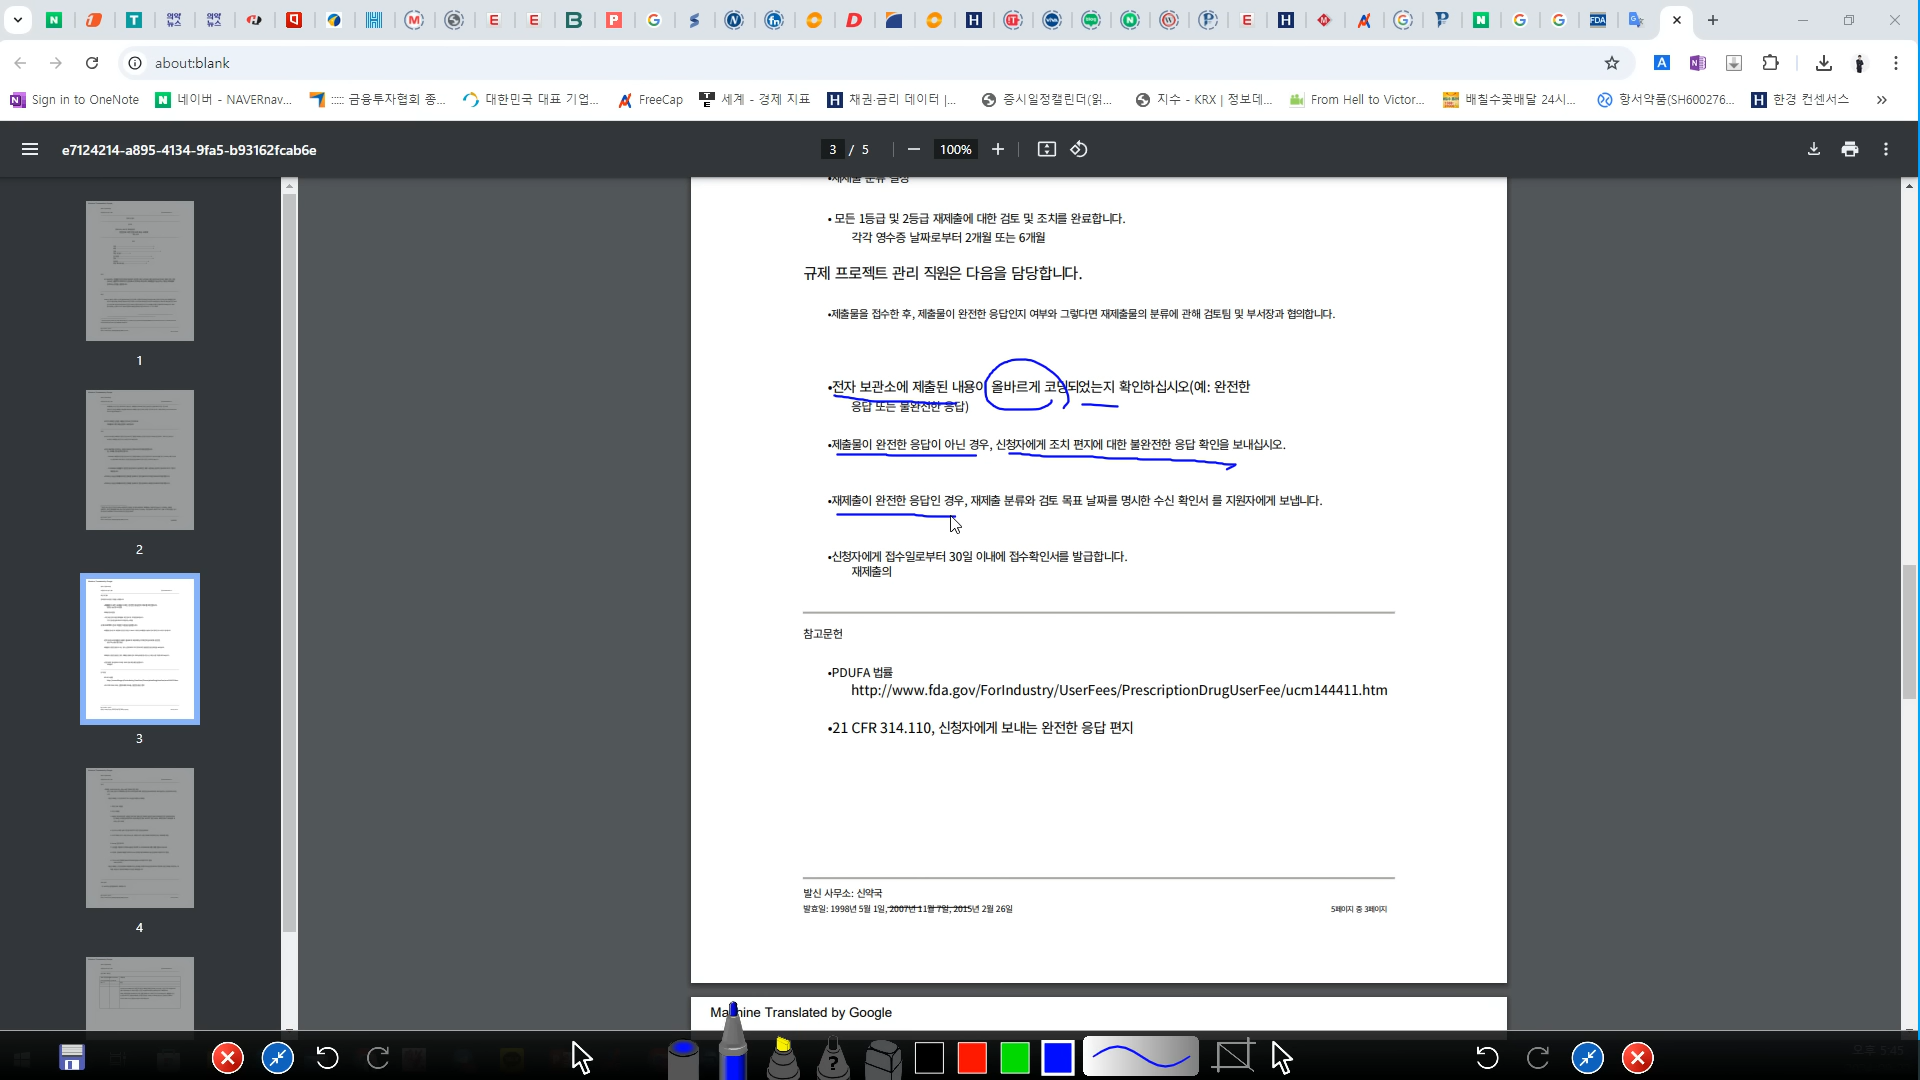 about:blank
Sign in to OneNote
네이버 - NAVERnav...
::::: 금융투자협회 종...
대한민국 대표 기업...
FreeCap
세계 - 경제 지표
채권·금리 데이터 |...
증시일정캘린더(읽...
지수 - KRX | 정보데...
From Hell to Victor...
배칠수꽃배달 24시...
항서약품(SH600276...
한경 컨센서스
e7124214-a895-4134-9fa5-b93162fcab6e
3 / 5
100%
• 모든 1등급 및 2등급 재제출에 대한 검토 및 조치를 완료합니다.
각각 영수증 날짜로부터 2개월 또는 6개월
규제 프로젝트 관리 직원은 다음을 담당합니다.
•제출물을 접수한 후, 제출물이 완전한 응답인지 여부와 그렇다면 재제출물의 분류에 관해 검토팀 및 부서장과 협의합니다.
•전자 보관소에 제출된 내용이 올바르게 코딩되었는지 확인하십시오(예: 완전한
응답 또는 불완전한 응답)
•제출물이 완전한 응답이 아닌 경우, 신청자에게 조치 편지에 대한 불완전한 응답 확인을 보내십시오.
•재제출이 완전한 응답인 경우, 재제출 분류와 검토 목표 날짜를 명시한 수신 확인서 를 지원자에게 보냅니다.
•신청자에게 접수일로부터 30일 이내에 접수확인서를 발급합니다.
재제출의
참고문헌
•PDUFA 법률
http://www.fda.gov/ForIndustry/UserFees/PrescriptionDrugUserFee/ucm144411.htm
•21 CFR 314.110, 신청자에게 보내는 완전한 응답 편지
발신 사무소: 신약국
발효일: 1998년 5월 1일, 2007년 11월 7일, 2015년 2월 26일
5페이지 중 3페이지
Machine Translated by Google
1
2
3
4